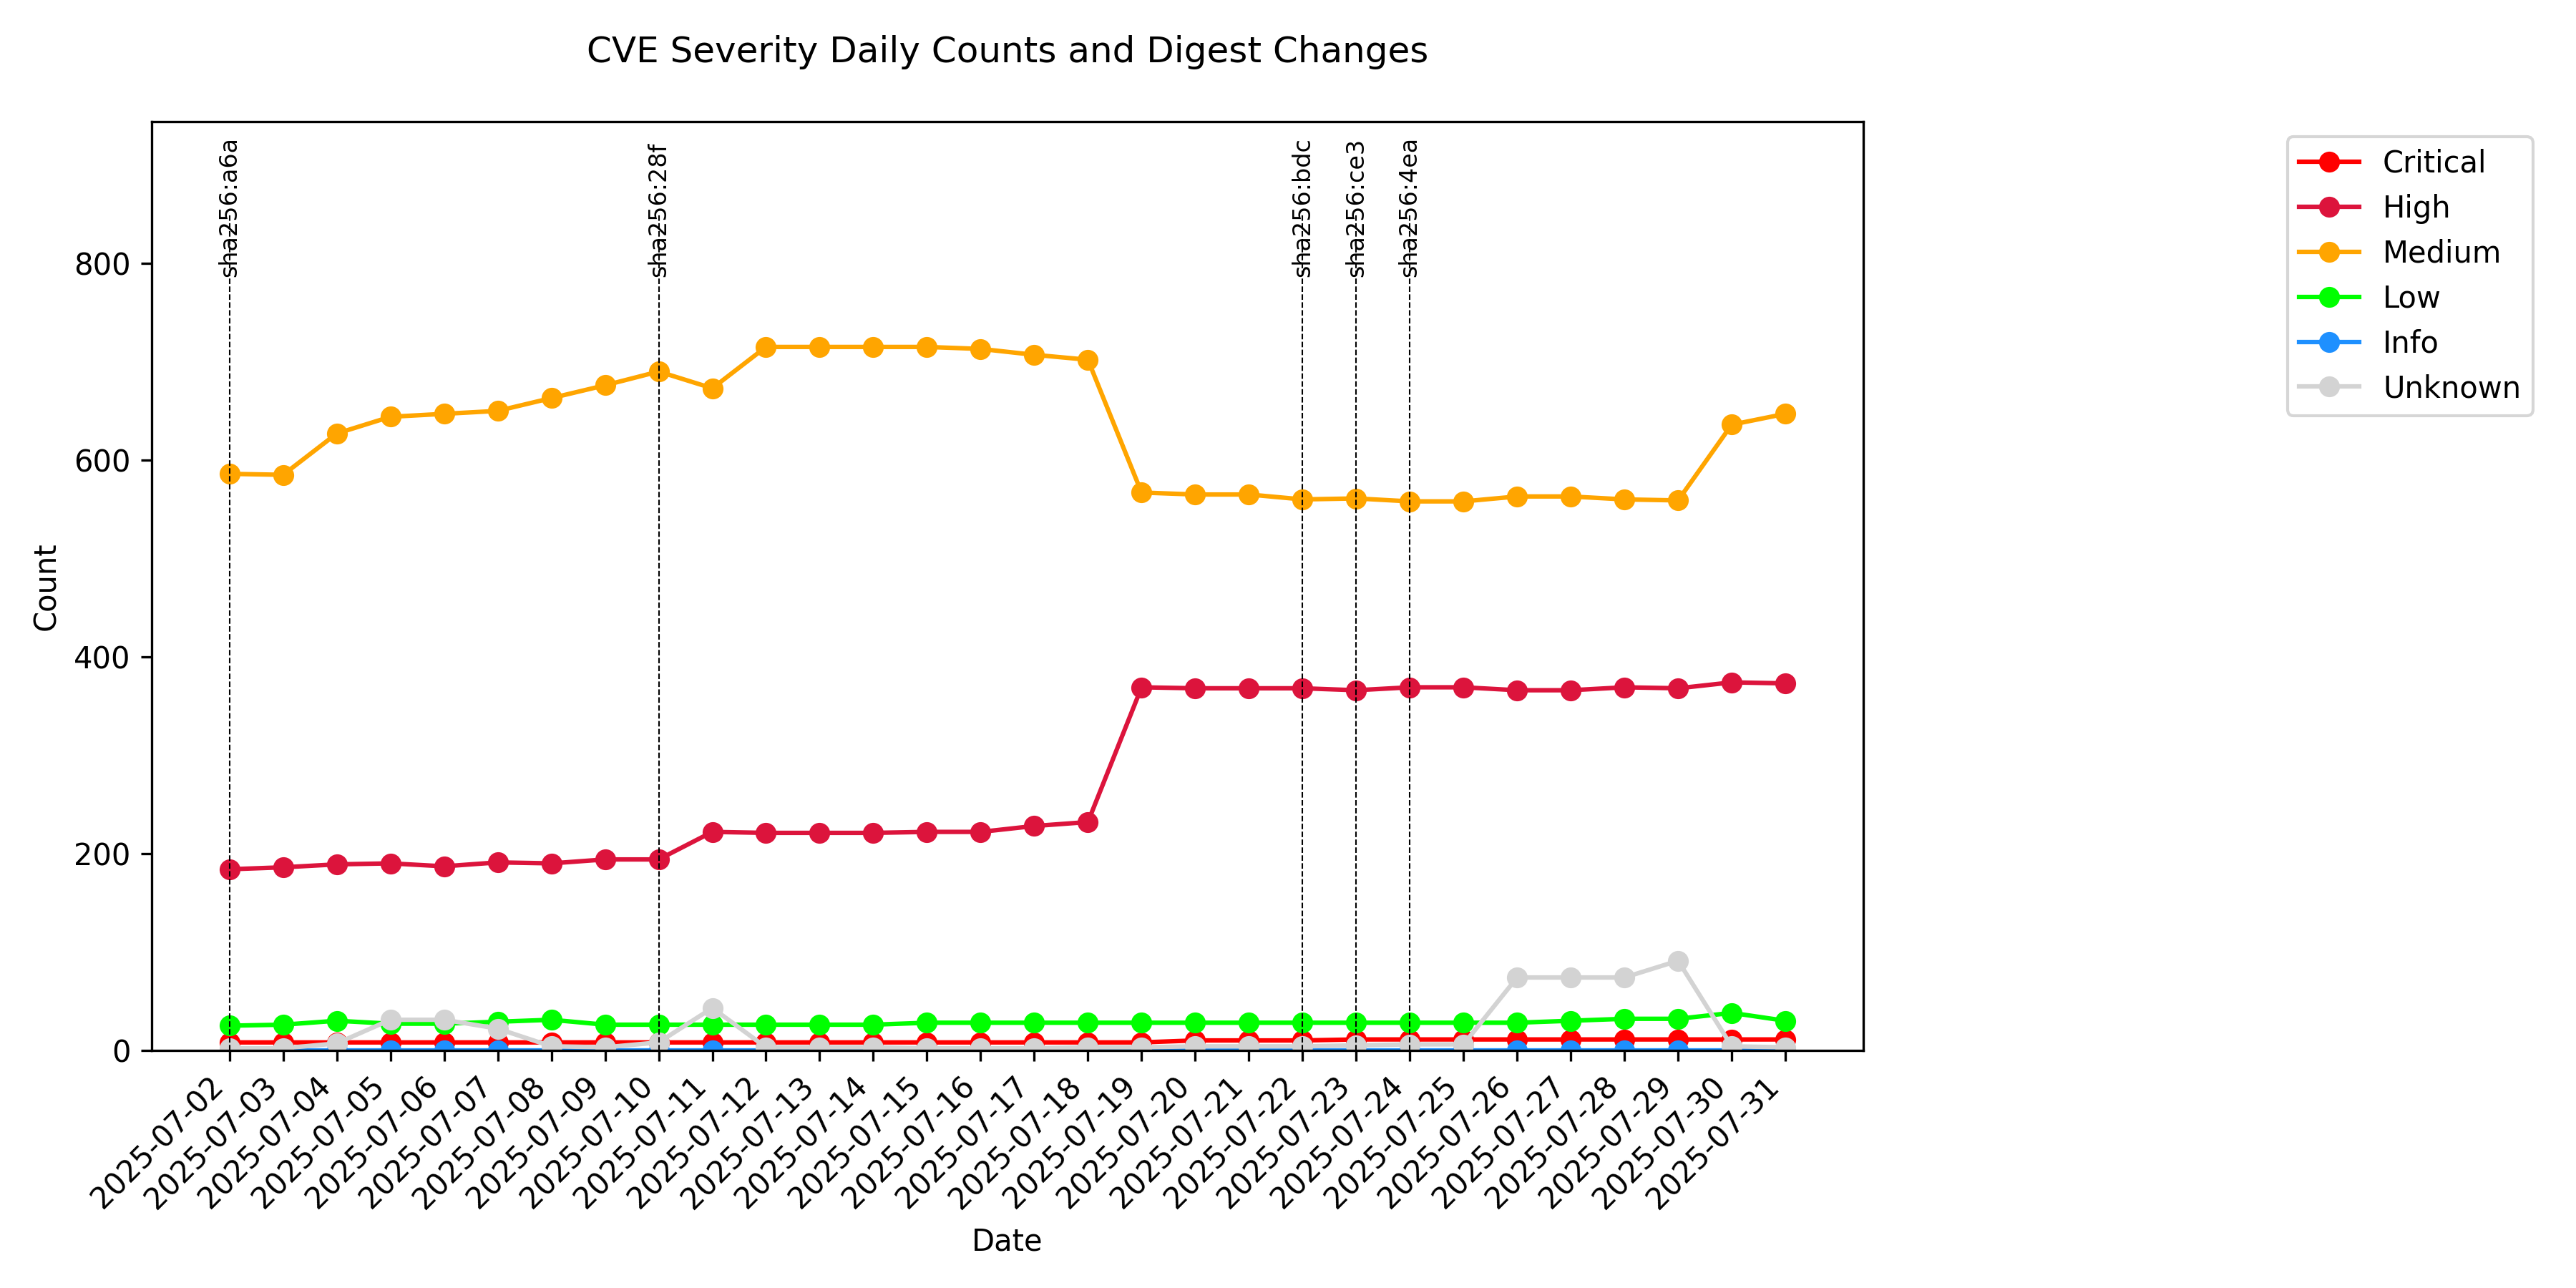 CVE Severity Daily Counts and Digest Changes
sha256:a6a
sha256:28f
sha256:bdc
sha256:ce3
sha256:4ea
Critical
High
Medium
Low
Info
Unknown
800
600
400
200
0
Count
2025-07-02
2025-07-03
2025-07-04
2025-07-05
2025-07-06
2025-07-07
2025-07-08
2025-07-09
2025-07-10
2025-07-11
2025-07-12
2025-07-13
2025-07-14
2025-07-15
2025-07-16
2025-07-17
2025-07-18
2025-07-19
2025-07-20
2025-07-21
2025-07-22
2025-07-23
2025-07-24
2025-07-25
2025-07-26
2025-07-27
2025-07-28
2025-07-29
2025-07-30
2025-07-31
Date